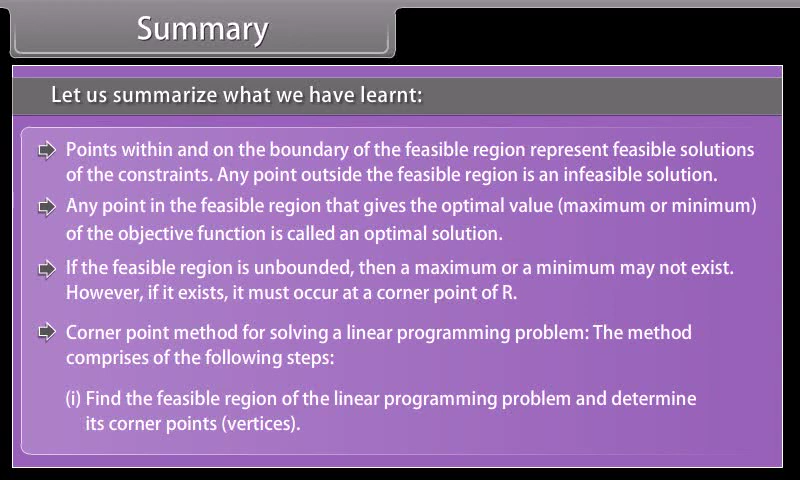 Summary
Let us summarize what we have learnt:
Points within and on the boundary of the feasible region represent feasible solutions
of the constraints. Any point outside the feasible region is an infeasible solution.
Any point in the feasible region that gives the optimal value (maximum or minimum)
of the objective function is called an optimal solution.
If the feasible region is unbounded, then a maximum or a minimum may not exist.
However, if it exists, it must occur at a corner point of R.
Corner point method for solving a linear programming problem: The method
comprises of the following steps:
(i) Find the feasible region of the linear programming problem and determine
its corner points (vertices).